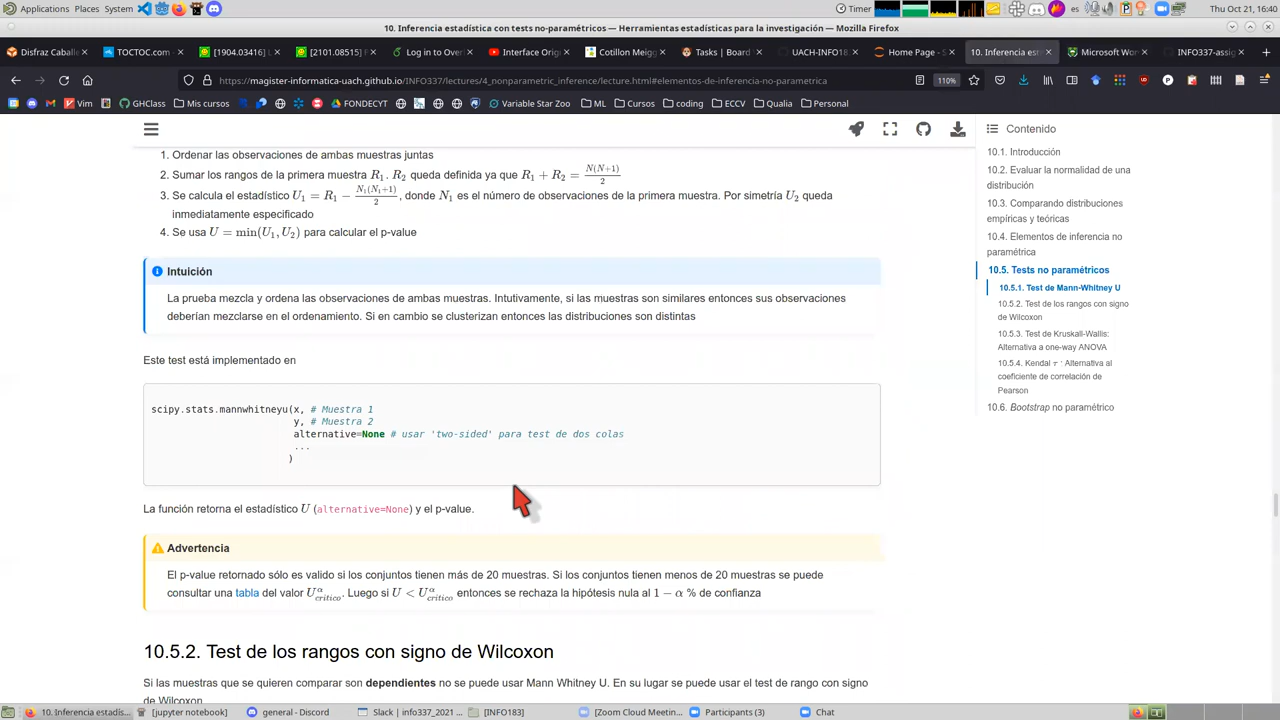 Applications Places System es Timer Thu Oct 21, 16:40
10. Inferencia estadística con tests no-paramétricos — Herramientas estadísticas para la investigación — Mozilla Firefox
Disfraz Caballe TOCTOC.com [1904.03416] L [2101.08515] F Log in to Over Interface Origi Cotillon Meigg Tasks | Board UACH-INFO18 Home Page - S 10. Inferencia est Microsoft Wor INFO337-assig
https://magister-informatica-uach.github.io/INFO337/lectures/4_nonparametric_inference/lecture.html#elementos-de-inferencia-no-parametrica 110%
Vim GHClass Mis cursos FONDECYT Variable Star Zoo ML Cursos coding ECCV Qualia Personal
1. Ordenar las observaciones de ambas muestras juntas
2. Sumar los rangos de la primera muestra R₁. R₂ queda definida ya que R₁ + R₂ = N(N+1)/2
3. Se calcula el estadístico U₁ = R₁ − N₁(N₁+1)/2, donde N₁ es el número de observaciones de la primera muestra. Por simetría U₂ queda
inmediatamente especificado
4. Se usa U = min(U₁, U₂) para calcular el p-value
Intuición
La prueba mezcla y ordena las observaciones de ambas muestras. Intutivamente, si las muestras son similares entonces sus observaciones
deberían mezclarse en el ordenamiento. Si en cambio se clusterizan entonces las distribuciones son distintas
Este test está implementado en
scipy.stats.mannwhitneyu(x, # Muestra 1
y, # Muestra 2
alternative=None # usar 'two-sided' para test de dos colas
...
)
La función retorna el estadístico U (alternative=None) y el p-value.
Advertencia
El p-value retornado sólo es valido si los conjuntos tienen más de 20 muestras. Si los conjuntos tienen menos de 20 muestras se puede
consultar una tabla del valor U^α_critico. Luego si U < U^α_critico entonces se rechaza la hipótesis nula al 1 − α % de confianza
10.5.2. Test de los rangos con signo de Wilcoxon
Si las muestras que se quieren comparar son dependientes no se puede usar Mann Whitney U. En su lugar se puede usar el test de rango con signo
de Wilcoxon
Contenido
10.1. Introducción
10.2. Evaluar la normalidad de una
distribución
10.3. Comparando distribuciones
empíricas y teóricas
10.4. Elementos de inferencia no
paramétrica
10.5. Tests no paramétricos
10.5.1. Test de Mann-Whitney U
10.5.2. Test de los rangos con signo
de Wilcoxon
10.5.3. Test de Kruskall-Wallis:
Alternativa a one-way ANOVA
10.5.4. Kendal τ : Alternativa al
coeficiente de correlación de
Pearson
10.6. Bootstrap no paramétrico
10. Inferencia estadís... [jupyter notebook] general - Discord Slack | info337_2021 ... [INFO183] [Zoom Cloud Meetin... Participants (3) Chat